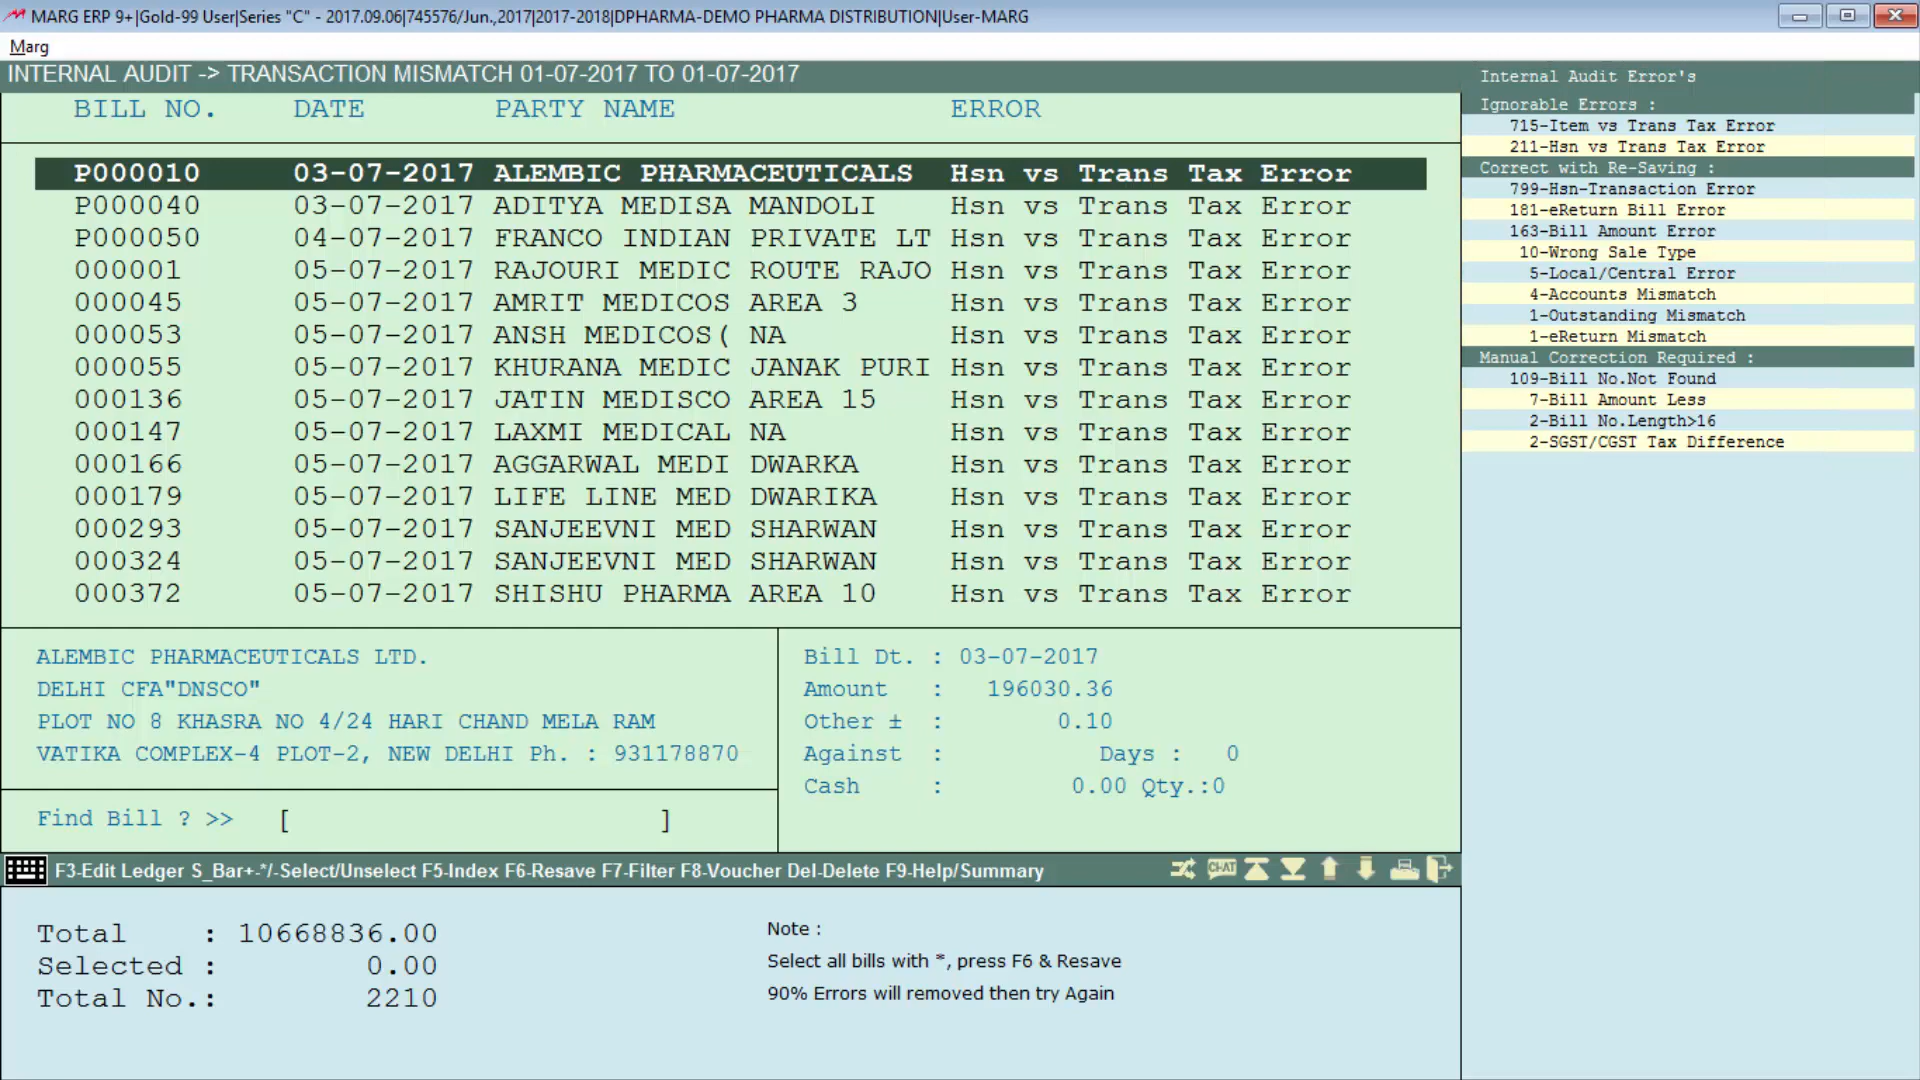 MARG ERP 9+|Gold-99 User|Series "C" - 2017.09.06|745576/Jun.,2017|2017-2018|DPHARMA-DEMO PHARMA DISTRIBUTION|User-MARG
Marg
INTERNAL AUDIT -> TRANSACTION MISMATCH 01-07-2017 TO 01-07-2017
BILL NO. DATE PARTY NAME ERROR
P000010 03-07-2017 ALEMBIC PHARMACEUTICALS Hsn vs Trans Tax Error
P000040 03-07-2017 ADITYA MEDISA MANDOLI Hsn vs Trans Tax Error
P000050 04-07-2017 FRANCO INDIAN PRIVATE LT Hsn vs Trans Tax Error
000001 05-07-2017 RAJOURI MEDIC ROUTE RAJO Hsn vs Trans Tax Error
000045 05-07-2017 AMRIT MEDICOS AREA 3 Hsn vs Trans Tax Error
000053 05-07-2017 ANSH MEDICOS( NA Hsn vs Trans Tax Error
000055 05-07-2017 KHURANA MEDIC JANAK PURI Hsn vs Trans Tax Error
000136 05-07-2017 JATIN MEDISCO AREA 15 Hsn vs Trans Tax Error
000147 05-07-2017 LAXMI MEDICAL NA Hsn vs Trans Tax Error
000166 05-07-2017 AGGARWAL MEDI DWARKA Hsn vs Trans Tax Error
000179 05-07-2017 LIFE LINE MED DWARIKA Hsn vs Trans Tax Error
000293 05-07-2017 SANJEEVNI MED SHARWAN Hsn vs Trans Tax Error
000324 05-07-2017 SANJEEVNI MED SHARWAN Hsn vs Trans Tax Error
000372 05-07-2017 SHISHU PHARMA AREA 10 Hsn vs Trans Tax Error
ALEMBIC PHARMACEUTICALS LTD.
DELHI CFA"DNSCO"
PLOT NO 8 KHASRA NO 4/24 HARI CHAND MELA RAM
VATIKA COMPLEX-4 PLOT-2, NEW DELHI Ph. : 931178870
Find Bill ? >> [ ]
Bill Dt. : 03-07-2017
Amount : 196030.36
Other ± : 0.10
Against : Days : 0
Cash : 0.00 Qty.:0
F3-Edit Ledger S_Bar+-*/-Select/Unselect F5-Index F6-Resave F7-Filter F8-Voucher Del-Delete F9-Help/Summary
CHAT
Total : 10668836.00
Selected : 0.00
Total No.: 2210
Note :
Select all bills with *, press F6 & Resave
90% Errors will removed then try Again
Internal Audit Error's
Ignorable Errors :
715-Item vs Trans Tax Error
211-Hsn vs Trans Tax Error
Correct with Re-Saving :
799-Hsn-Transaction Error
181-eReturn Bill Error
163-Bill Amount Error
10-Wrong Sale Type
5-Local/Central Error
4-Accounts Mismatch
1-Outstanding Mismatch
1-eReturn Mismatch
Manual Correction Required :
109-Bill No.Not Found
7-Bill Amount Less
2-Bill No.Length>16
2-SGST/CGST Tax Difference